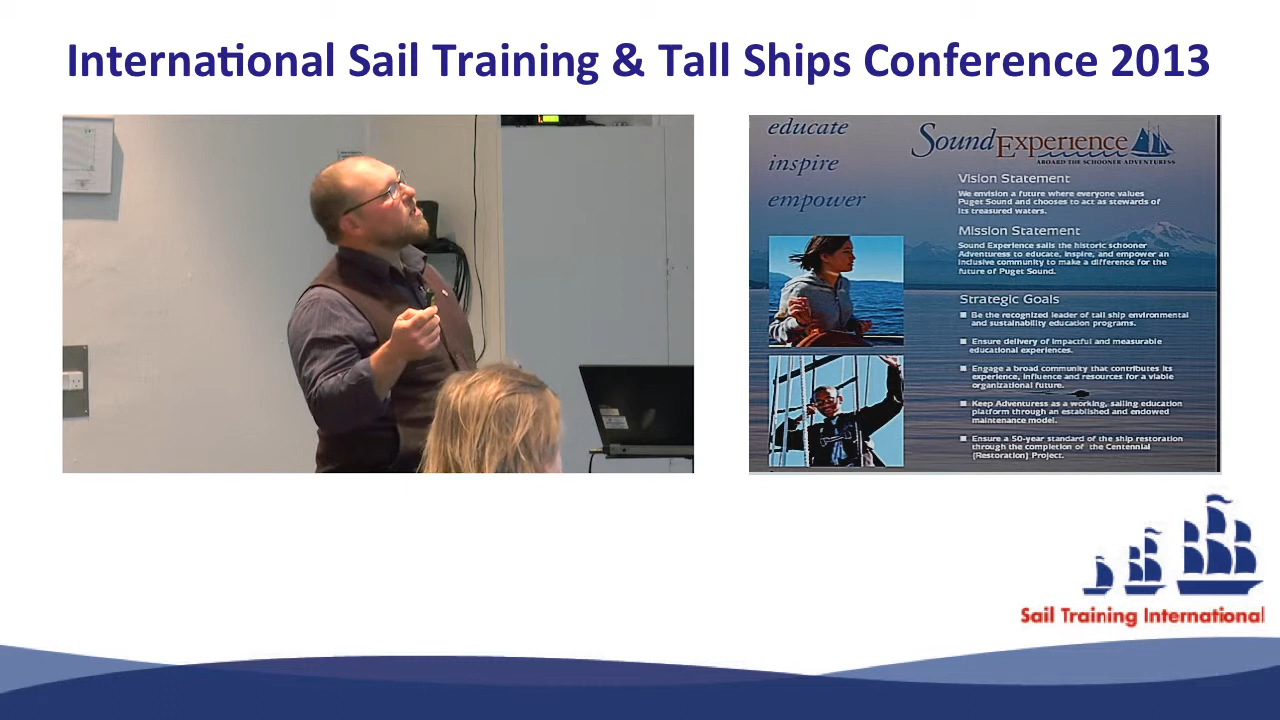 International Sail Training & Tall Ships Conference 2013
educate
inspire
empower
Sound Experience
ABOARD THE SCHOONER ADVENTURESS
Vision Statement
We envision a future where everyone values
Puget Sound and chooses to act as stewards of
its treasured waters.
Mission Statement
Sound Experience sails the historic schooner
Adventuress to educate, inspire, and empower an
inclusive community to make a difference for the
future of Puget Sound.
Strategic Goals
Be the recognized leader of tall ship environmental
and sustainability education programs.
Ensure delivery of impactful and measurable
educational experiences.
Engage a broad community that contributes its
experience, influence and resources for a viable
organizational future.
Keep Adventuress as a working, sailing education
platform through an established and endowed
maintenance model.
Ensure a 50-year standard of the ship restoration
through the completion of the Centennial
(Restoration) Project.
Sail Training International